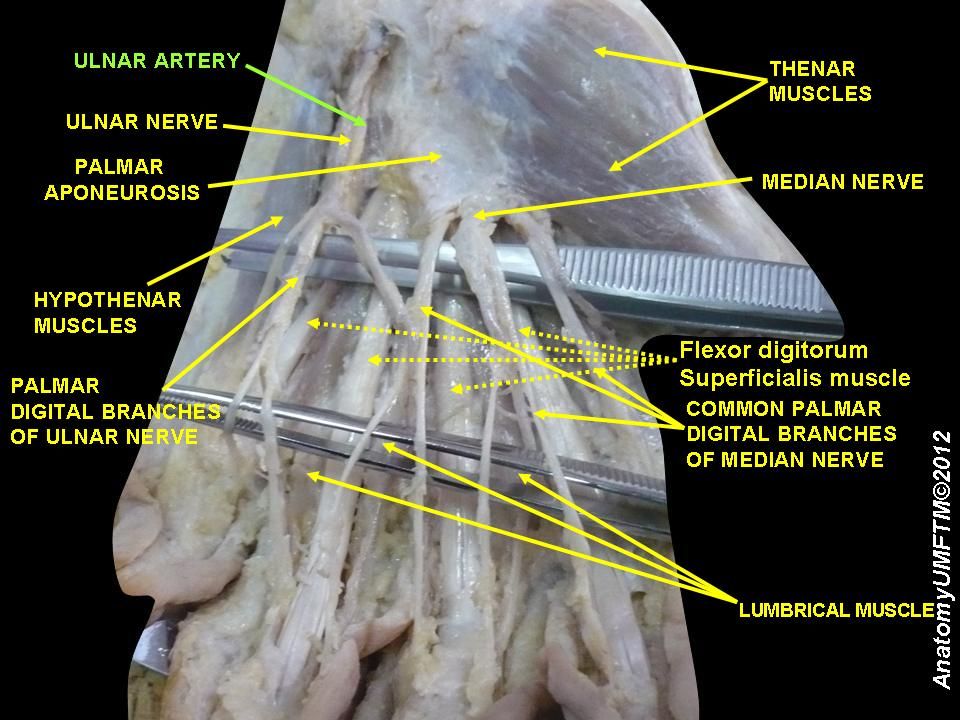 ULNAR ARTERY
ULNAR NERVE
PALMAR
APONEUROSIS
HYPOTHENAR
MUSCLES
PALMAR
DIGITAL BRANCHES
OF ULNAR NERVE
THENAR
MUSCLES
MEDIAN NERVE
Flexor digitorum
Superficialis muscle
COMMON PALMAR
DIGITAL BRANCHES
OF MEDIAN NERVE
LUMBRICAL MUSCLE
AnatomyUMFTM©2012